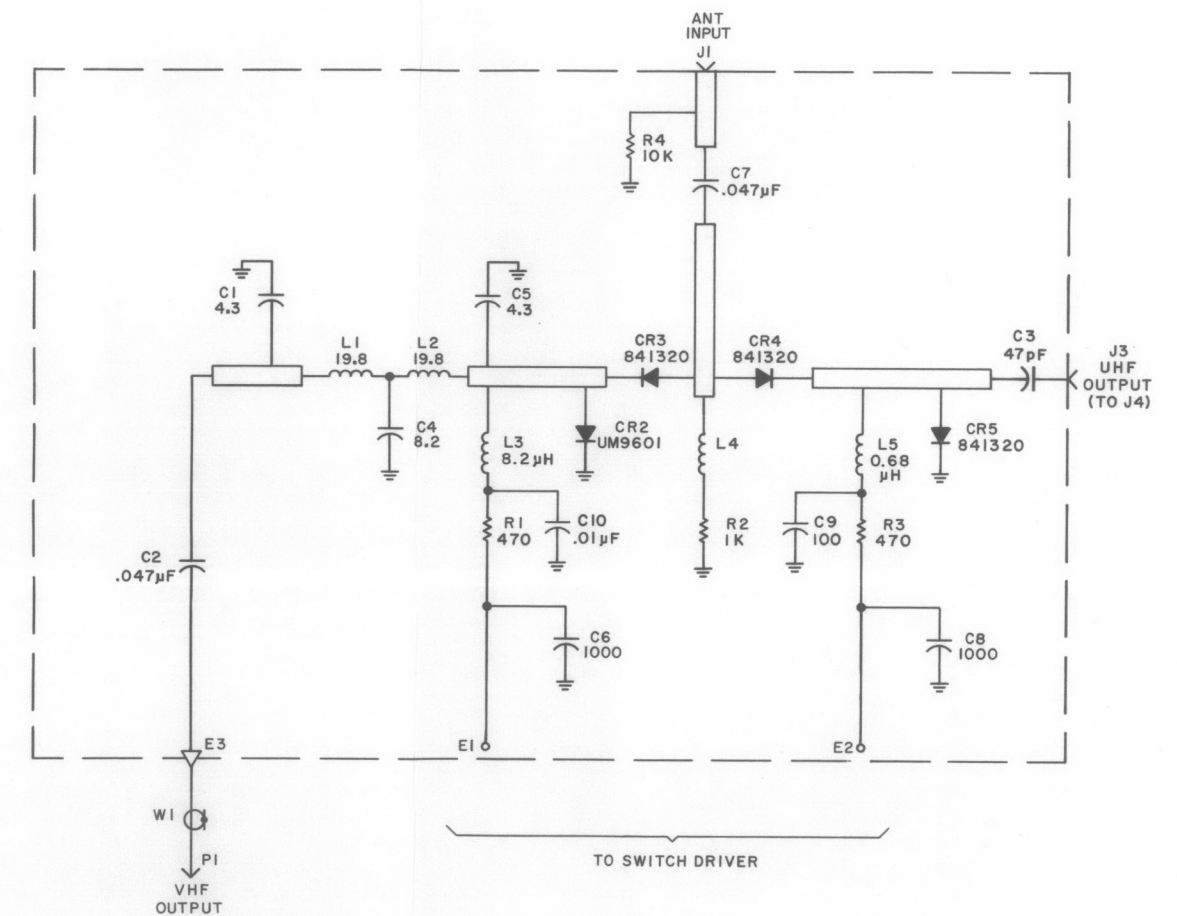 ANT
INPUT
J1
R4
10K
C7
.047µF
C1
4.3
C5
4.3
L1
19.8
L2
19.8
CR3
841320
CR4
841320
C3
47pF
J3
UHF
OUTPUT
(TO J4)
C4
8.2
L3
8.2µH
CR2
UM9601
L4
L5
0.68
µH
CR5
841320
R1
470
C10
.01µF
R2
1K
C9
100
R3
470
C2
.047µF
C6
1000
C8
1000
E3
E1
E2
W1
P1
VHF
OUTPUT
TO SWITCH DRIVER